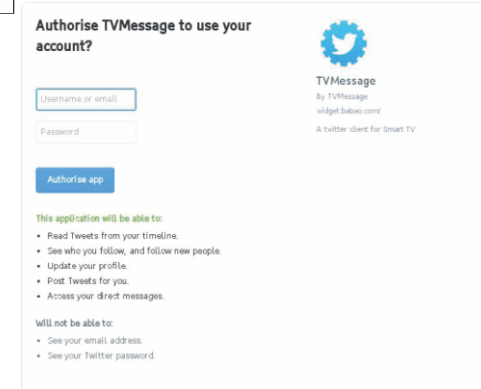 Authorise TVMessage to use your
account?
Username or email
Password
Authorise app
This application will be able to:
• Read Tweets from your timeline.
• See who you follow, and follow new people.
• Update your profile.
• Post Tweets for you.
• Access your direct messages.
Will not be able to:
• See your email address.
• See your Twitter password.
TVMessage
By TVMessage
widget.babao.com/
A twitter client for Smart TV